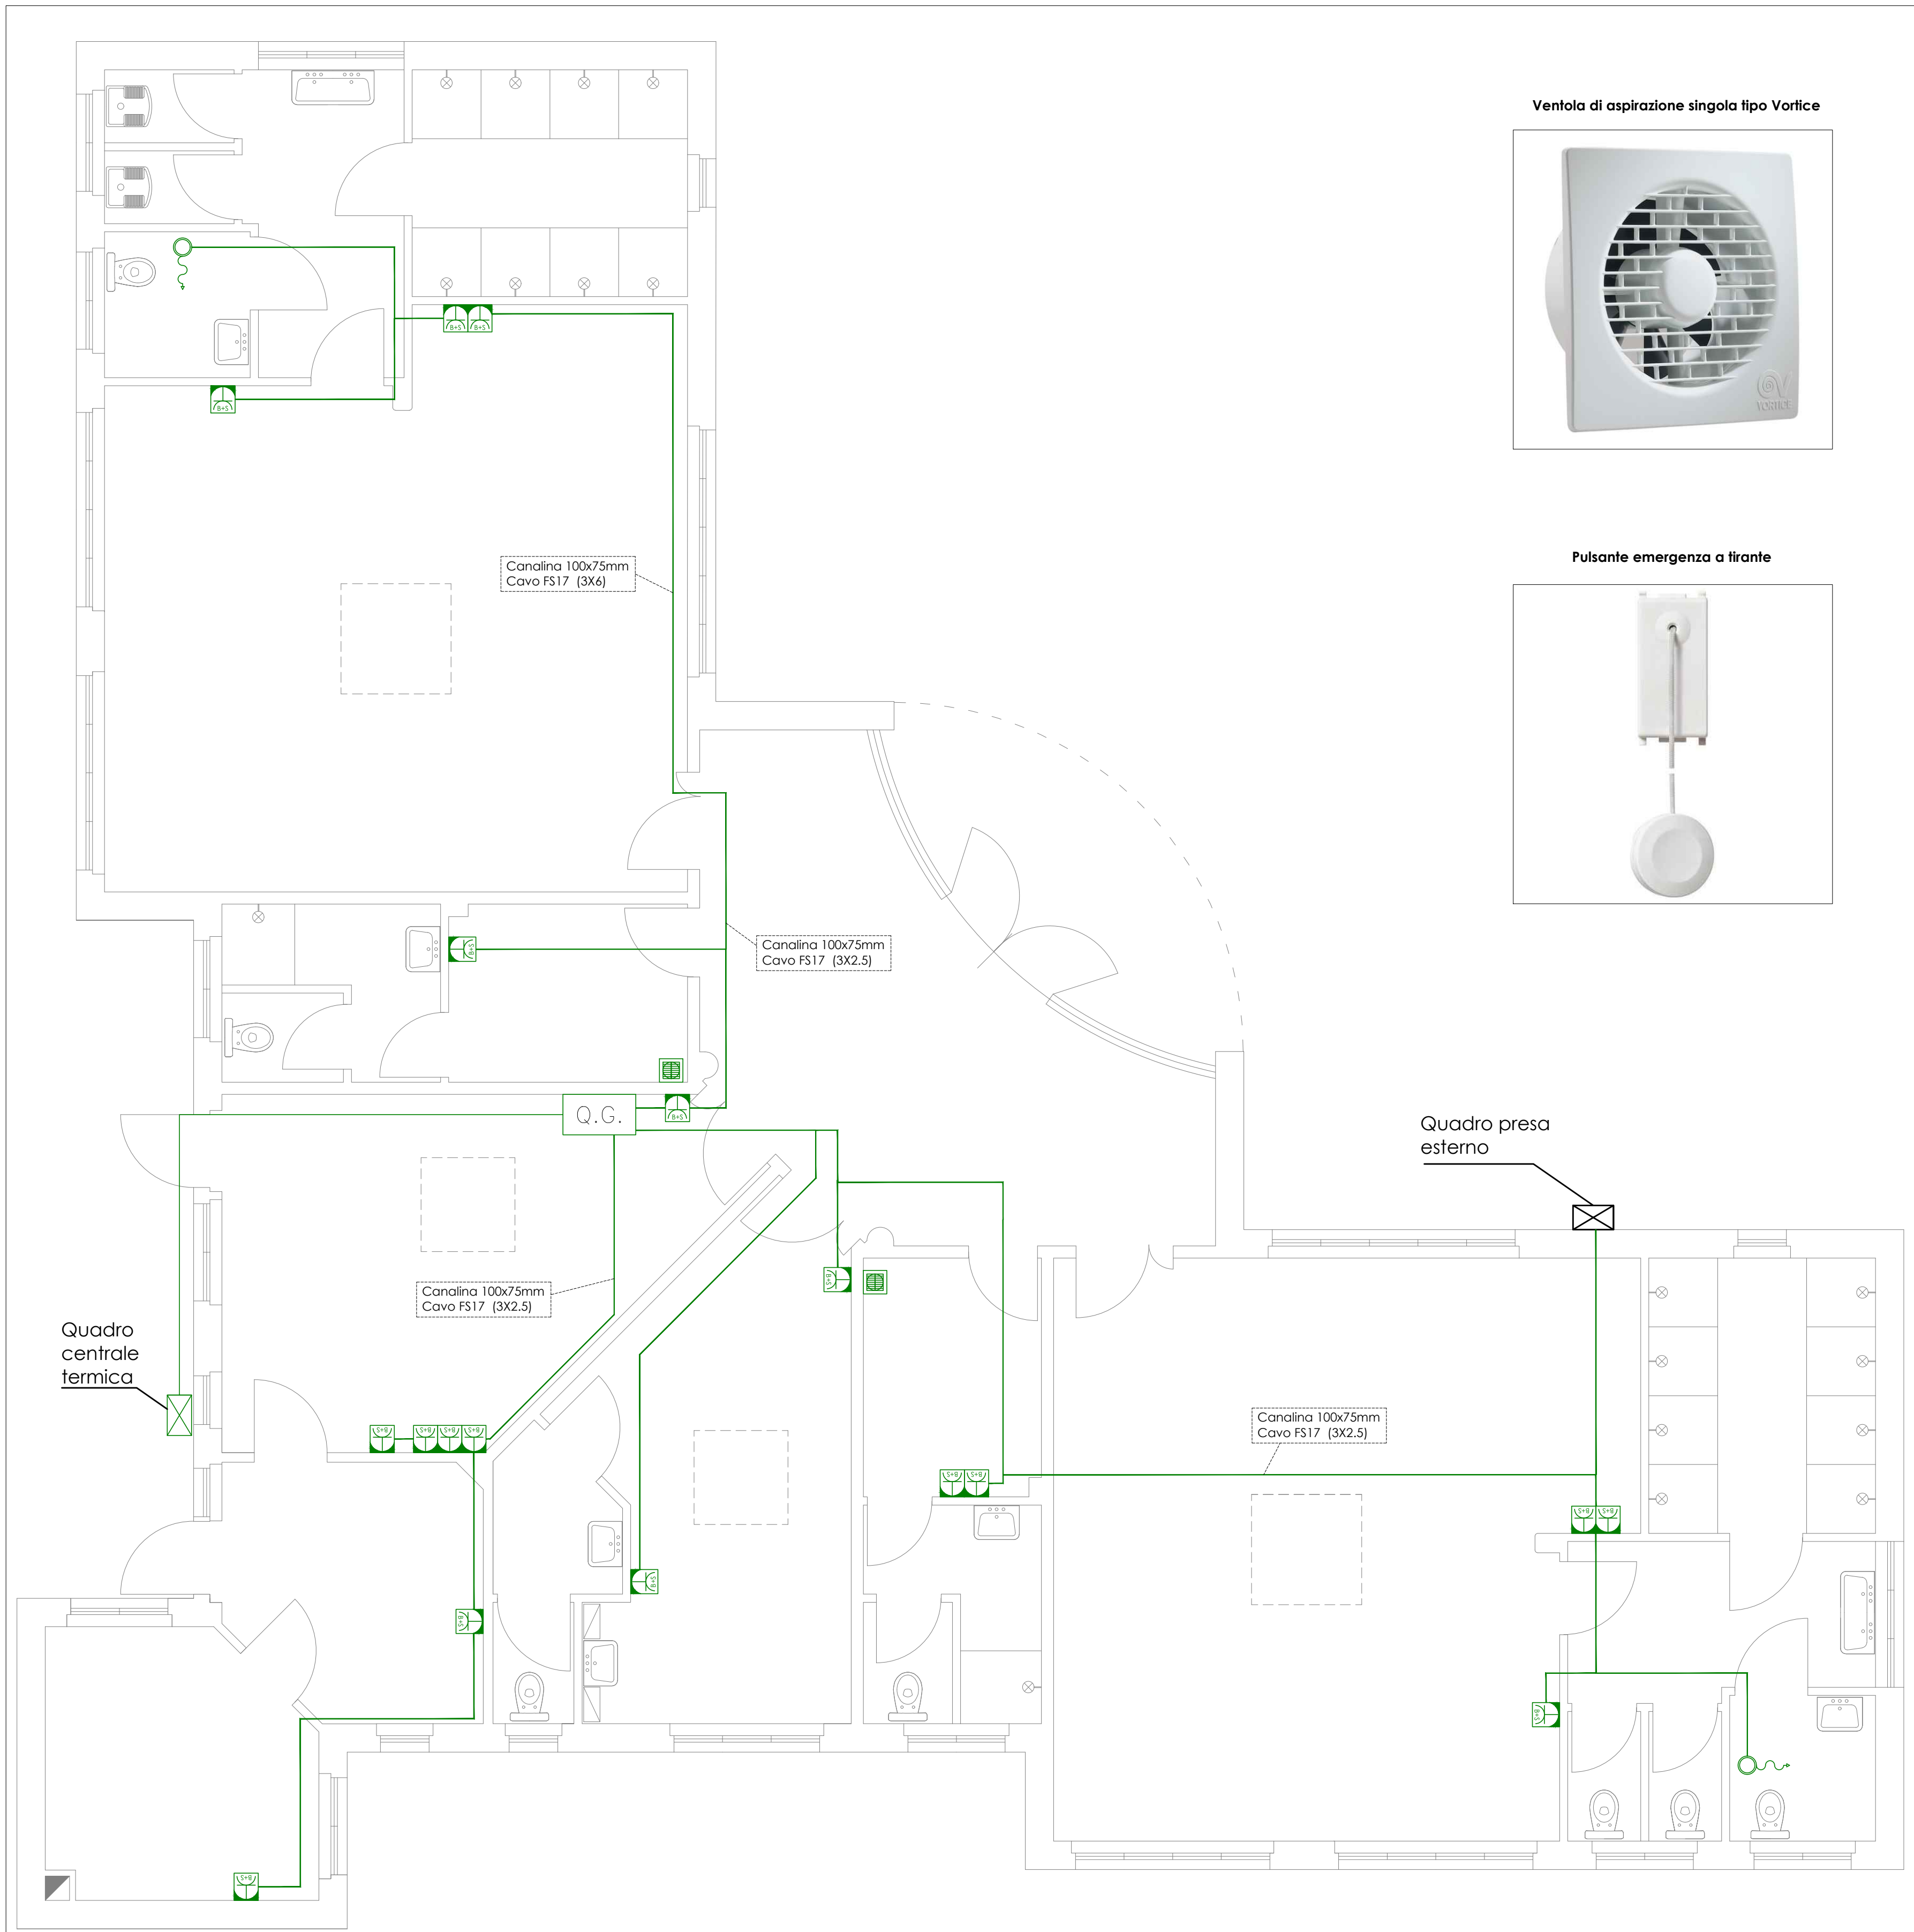 Ventola di aspirazione singola tipo Vortice
VORTICE
B+S
B+S
B+S
Pulsante emergenza a tirante
Canalina 100x75mm
Cavo FS17 (3X6)
Canalina 100x75mm
Cavo FS17 (3X2.5)
B+S
Q.G.
B+S
Quadro presa
esterno
B+S
Canalina 100x75mm
Cavo FS17 (3X2.5)
Quadro
centrale
termica
B+S
B+S
B+S
B+S
Canalina 100x75mm
Cavo FS17 (3X2.5)
B+S
B+S
B+S
B+S
B+S
B+S
B+S
B+S